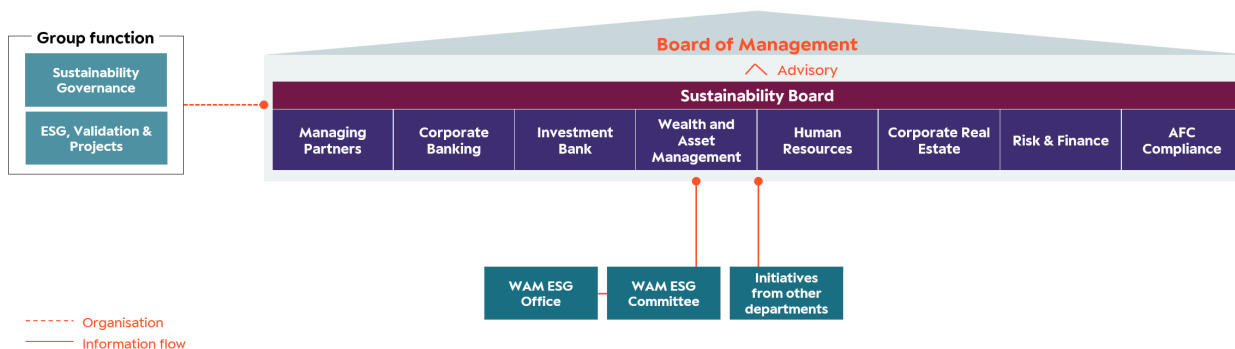 Group function
Sustainability
Governance
ESG, Validation &
Projects
Board of Management
Advisory
Sustainability Board
Managing
Partners
Corporate
Banking
Investment
Bank
Wealth and
Asset
Management
Human
Resources
Corporate Real
Estate
Risk & Finance
AFC
Compliance
WAM ESG
Office
WAM ESG
Committee
Initiatives
from other
departments
Organisation
Information flow